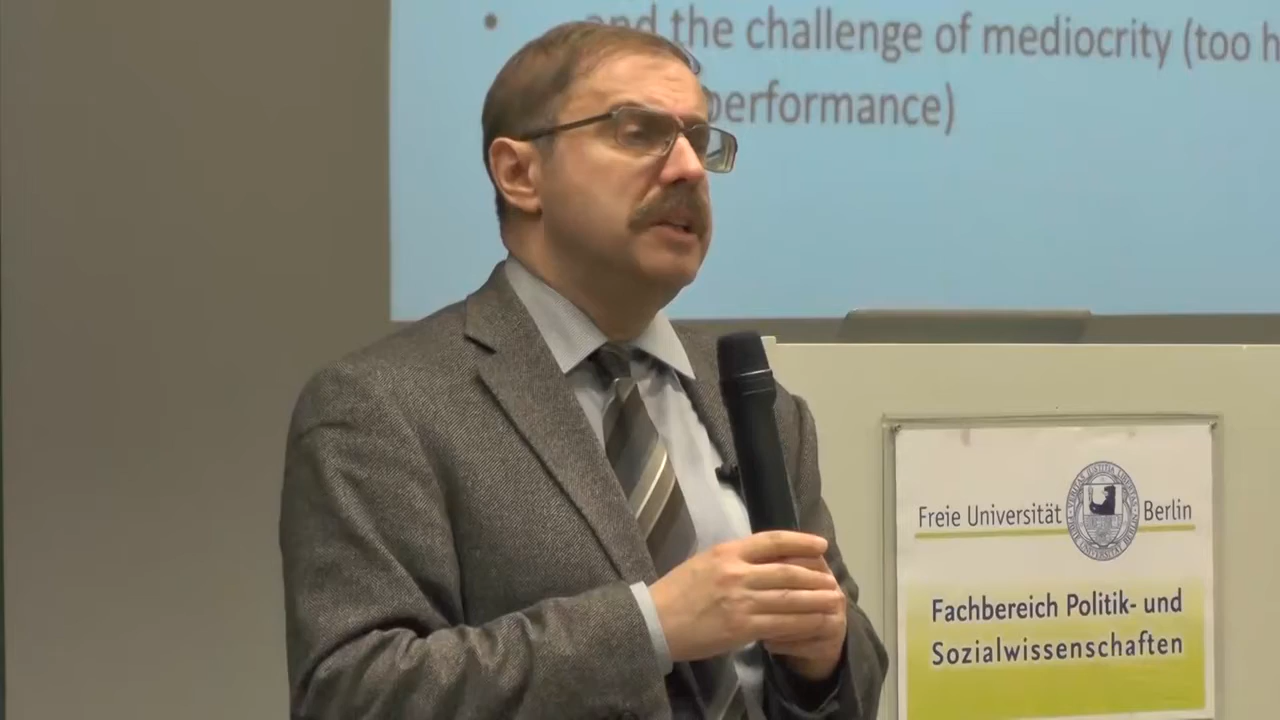 • and the challenge of mediocrity (too h
performance)
Freie Universität Berlin
Fachbereich Politik- und
Sozialwissenschaften